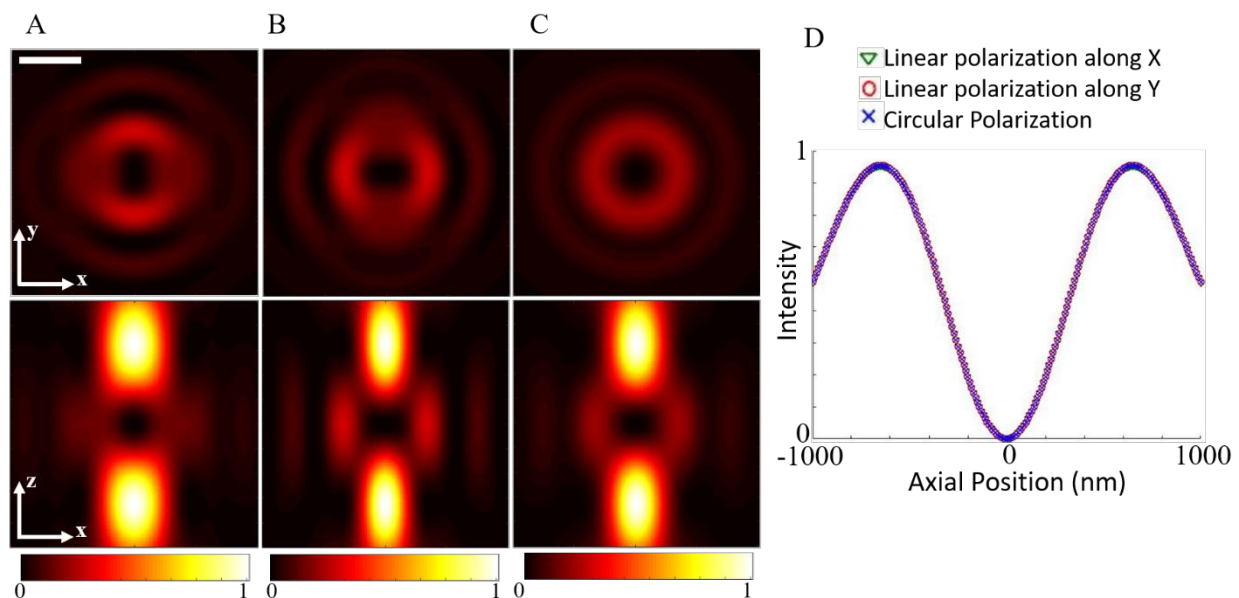 A
B
C
D
Linear polarization along X
Linear polarization along Y
Circular Polarization
y
x
z
x
0 1
0 1
0 1
1
Intensity
0
-1000 0 1000
Axial Position (nm)